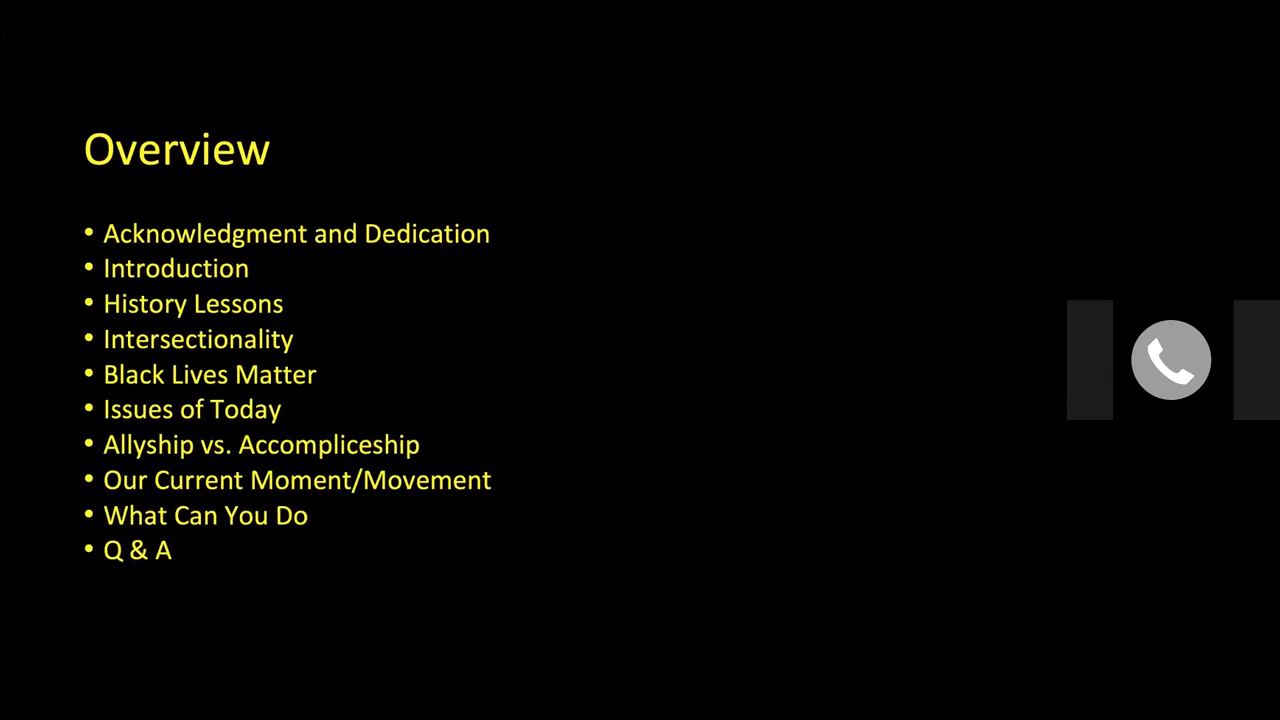 Overview
• Acknowledgment and Dedication
• Introduction
• History Lessons
• Intersectionality
• Black Lives Matter
• Issues of Today
• Allyship vs. Accompliceship
• Our Current Moment/Movement
• What Can You Do
• Q & A